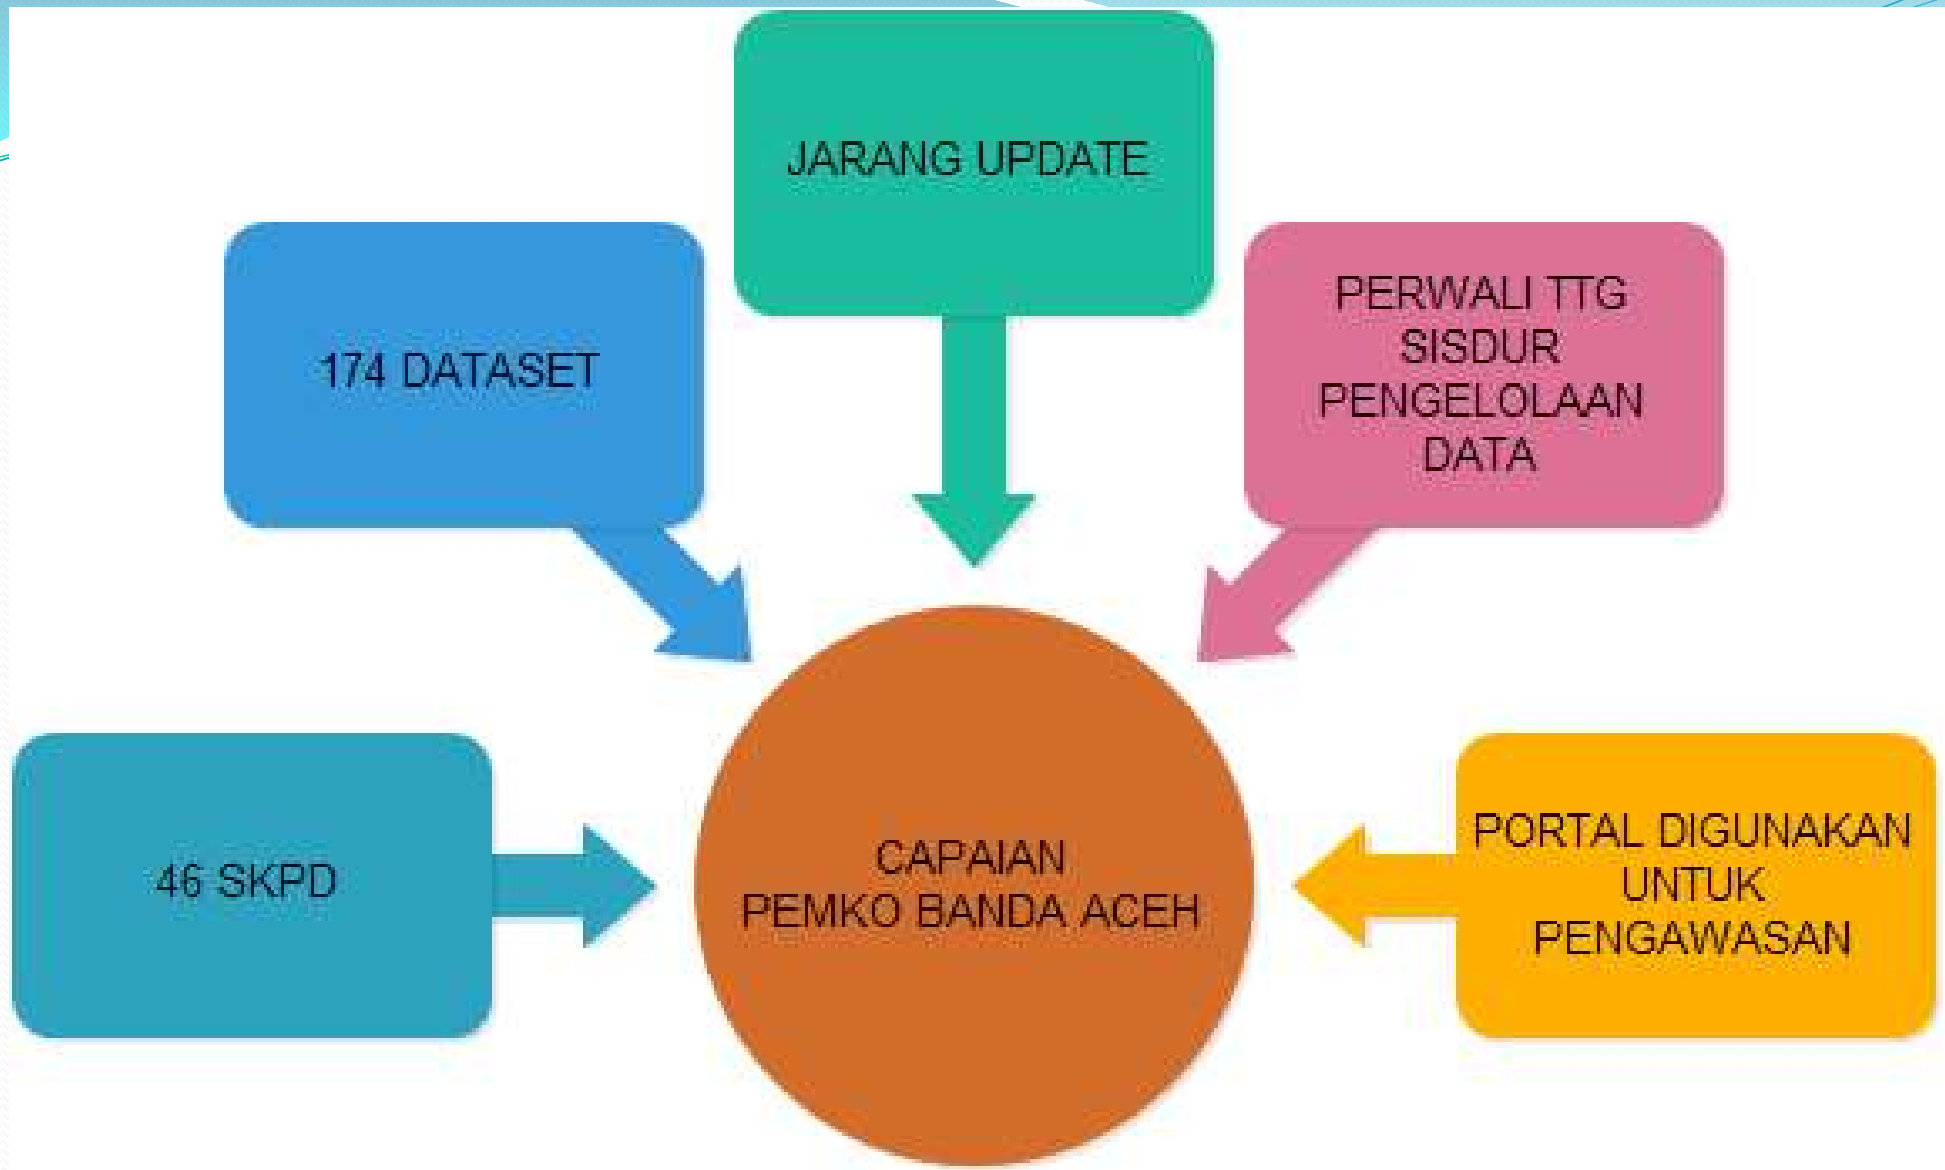 JARANG UPDATE
174 DATASET
PERWALI TTG
SISDUR
PENGELOLAAN
DATA
46 SKPD
CAPAIAN
PEMKO BANDA ACEH
PORTAL DIGUNAKAN
UNTUK
PENGAWASAN